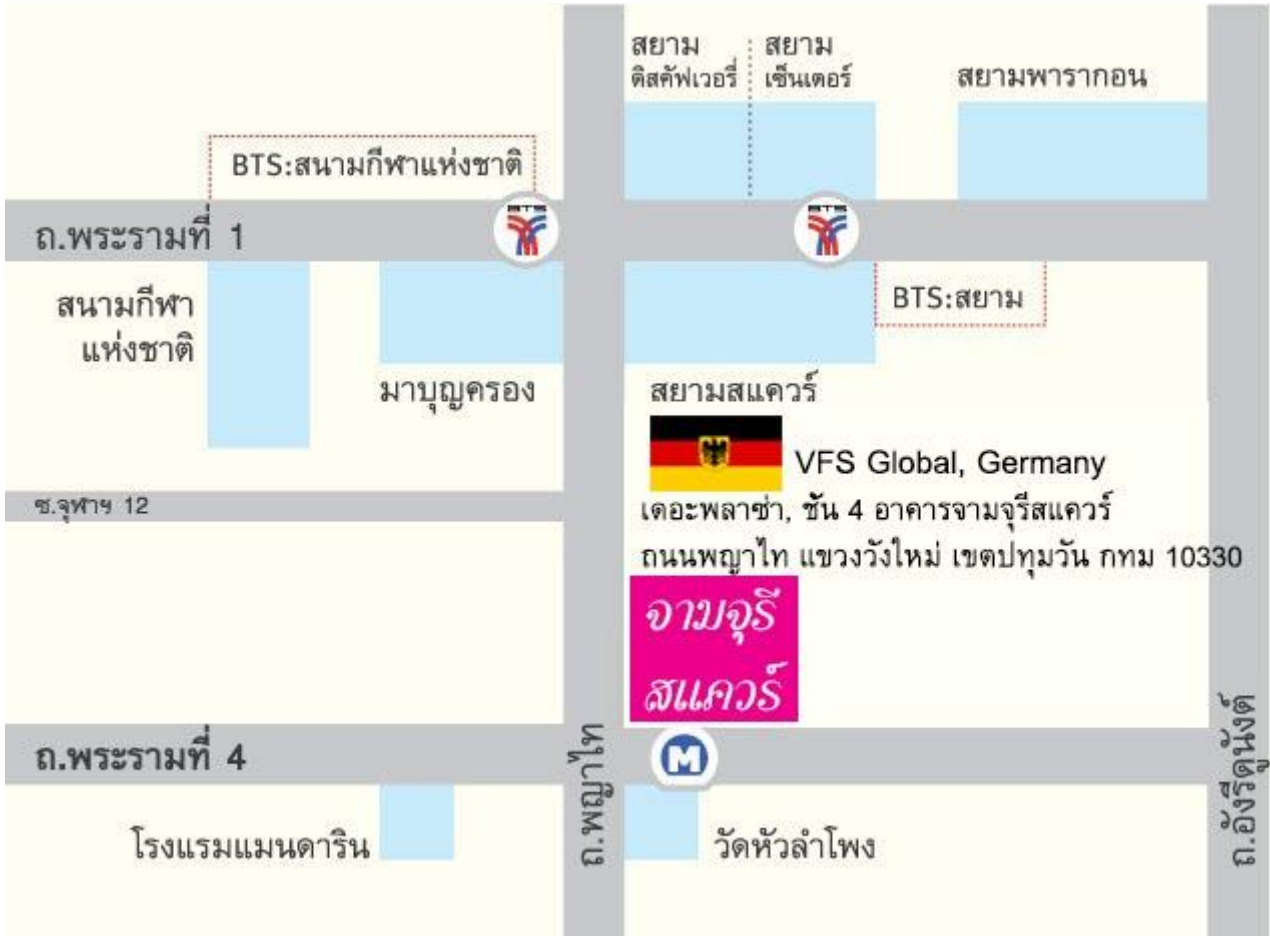 สยาม
ดิสคัฟเวอรี่
สยาม
เซ็นเตอร์
สยามพารากอน
BTS:สนามกีฬาแห่งชาติ
BTS
BTS
ถ.พระรามที่ 1
สนามกีฬา
แห่งชาติ
BTS:สยาม
มาบุญครอง
สยามสแควร์
VFS Global, Germany
ซ.จุฬาฯ 12
เดอะพลาซ่า, ชั้น 4 อาคารจามจุรีสแควร์
ถนนพญาไท แขวงวังใหม่ เขตปทุมวัน กทม 10330
จามจุรี
สแควร์
ถ.พระรามที่ 4
M
ถ.พญาไท
ถ.อังรีดูนังต์
โรงแรมแมนดาริน
วัดหัวลำโพง